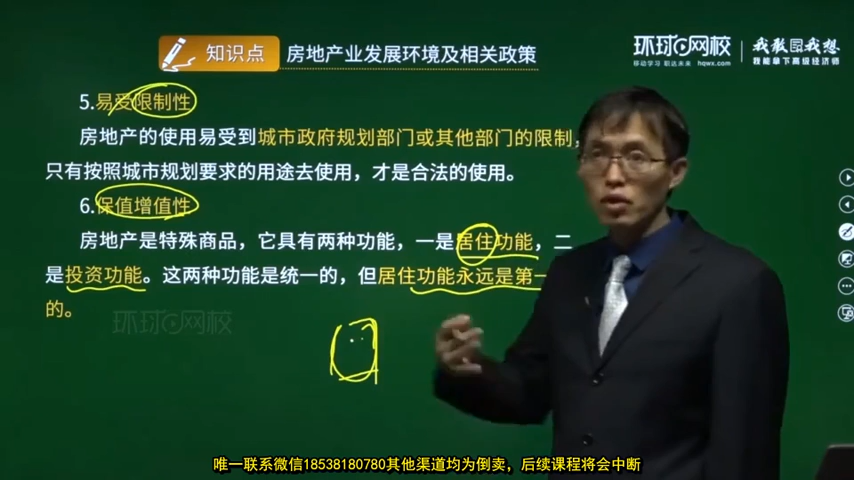 知识点 房地产业发展环境及相关政策
环球网校 我敢因我想
移动学习 职达未来 hqwx.com 我能拿下高级经济师
5.易受限制性
房地产的使用易受到城市政府规划部门或其他部门的限制，
只有按照城市规划要求的用途去使用，才是合法的使用。
6.保值增值性
房地产是特殊商品，它具有两种功能，一是居住功能，二
是投资功能。这两种功能是统一的，但居住功能永远是第一
的。
环球网校
唯一联系微信18538180780其他渠道均为倒卖，后续课程将会中断